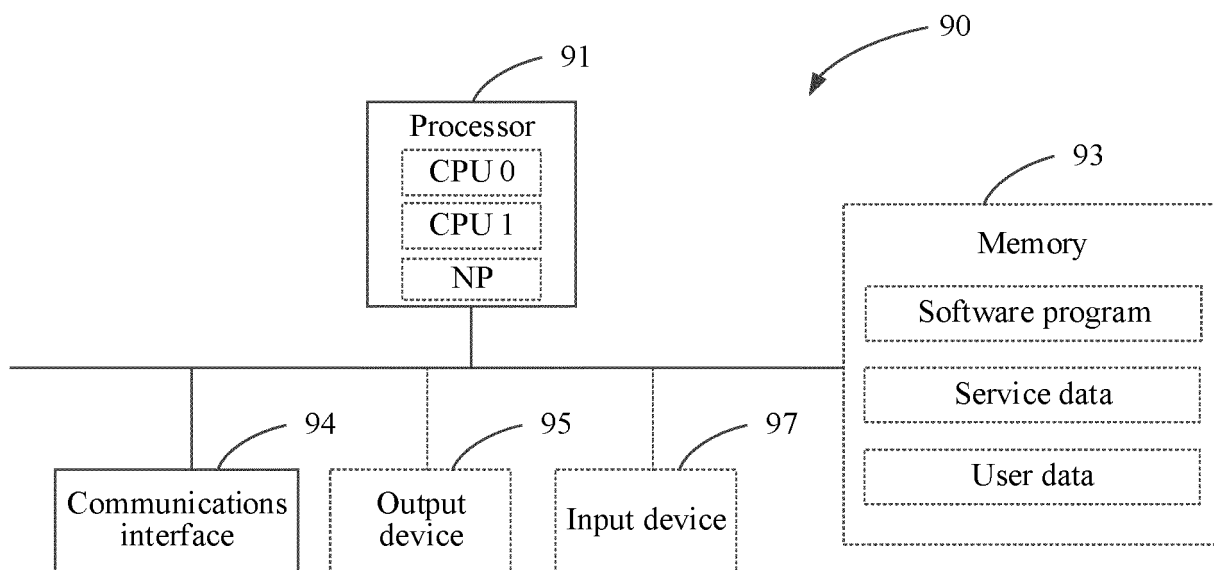 90
91
Processor
CPU 0
CPU 1
NP
93
Memory
Software program
Service data
User data
94
Communications
interface
95
Output
device
97
Input device